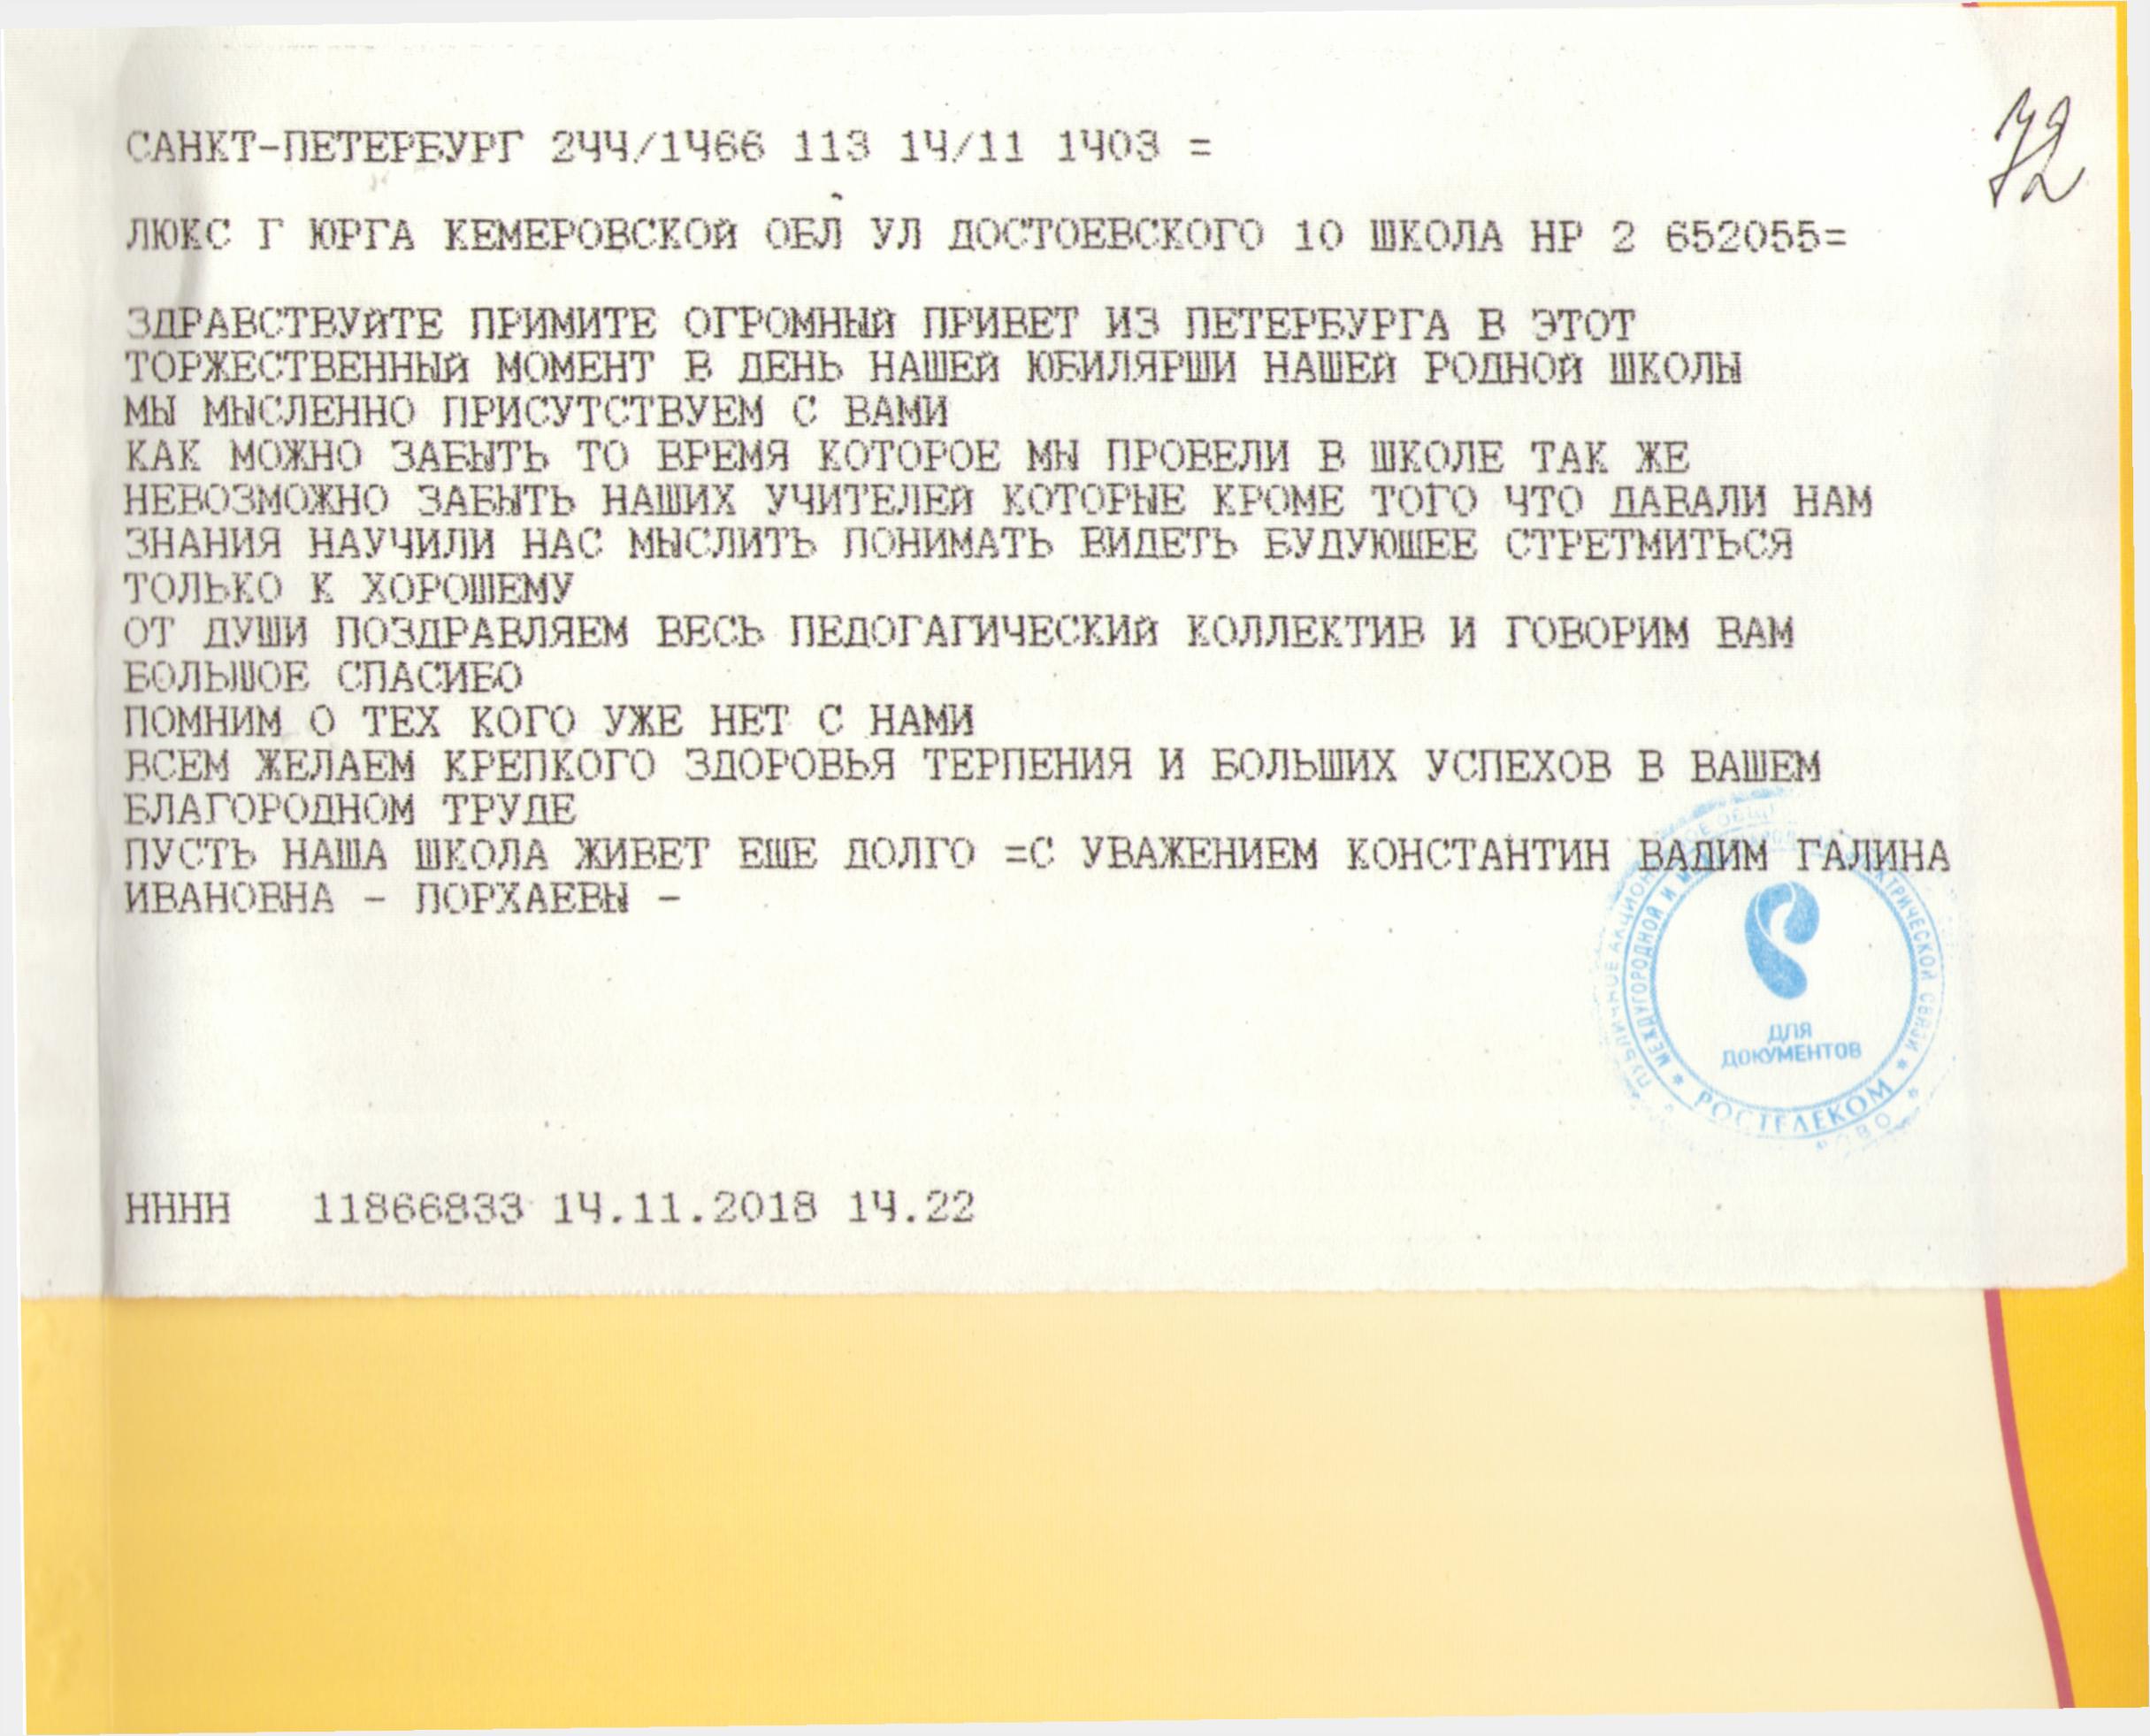 72
САНКТ-ПЕТЕРБУРГ 244/1466 113 14/11 1403 =
ЛЮКС Г ЮРГА КЕМЕРОВСКОЙ ОБЛ УЛ ДОСТОЕВСКОГО 10 ШКОЛА НР 2 652055=
ЗДРАВСТВУЙТЕ ПРИМИТЕ ОГРОМНЫЙ ПРИВЕТ ИЗ ПЕТЕРБУРГА В ЭТОТ
ТОРЖЕСТВЕННЫЙ МОМЕНТ В ДЕНЬ НАШЕЙ ЮБИЛЯРШИ НАШЕЙ РОДНОЙ ШКОЛЫ
МЫ МЫСЛЕННО ПРИСУТСТВУЕМ С ВАМИ
КАК МОЖНО ЗАБЫТЬ ТО ВРЕМЯ КОТОРОЕ МЫ ПРОВЕЛИ В ШКОЛЕ ТАК ЖЕ
НЕВОЗМОЖНО ЗАБЫТЬ НАШИХ УЧИТЕЛЕЙ КОТОРЫЕ КРОМЕ ТОГО ЧТО ДАВАЛИ НАМ
ЗНАНИЯ НАУЧИЛИ НАС МЫСЛИТЬ ПОНИМАТЬ ВИДЕТЬ БУДУЮШЕЕ СТРЕТМИТЬСЯ
ТОЛЬКО К ХОРОШЕМУ
ОТ ДУШИ ПОЗДРАВЛЯЕМ ВЕСЬ ПЕДОГАГИЧЕСКИЙ КОЛЛЕКТИВ И ГОВОРИМ ВАМ
БОЛЬШОЕ СПАСИБО
ПОМНИМ О ТЕХ КОГО УЖЕ НЕТ С НАМИ
ВСЕМ ЖЕЛАЕМ КРЕПКОГО ЗДОРОВЬЯ ТЕРПЕНИЯ И БОЛЬШИХ УСПЕХОВ В ВАШЕМ
БЛАГОРОДНОМ ТРУДЕ
ПУСТЬ НАША ШКОЛА ЖИВЕТ ЕШЕ ДОЛГО =С УВАЖЕНИЕМ КОНСТАНТИН ВАДИМ ГАЛИНА
ИВАНОВНА - ПОРХАЕВЫ -
ПУБЛИЧНОЕ
МЕЖДУГОРОДНОЙ И
СВЯЗИ
ДЛЯ
ДОКУМЕНТОВ
РОСТЕЛЕКОМ
НННН 11866833 14.11.2018 14.22